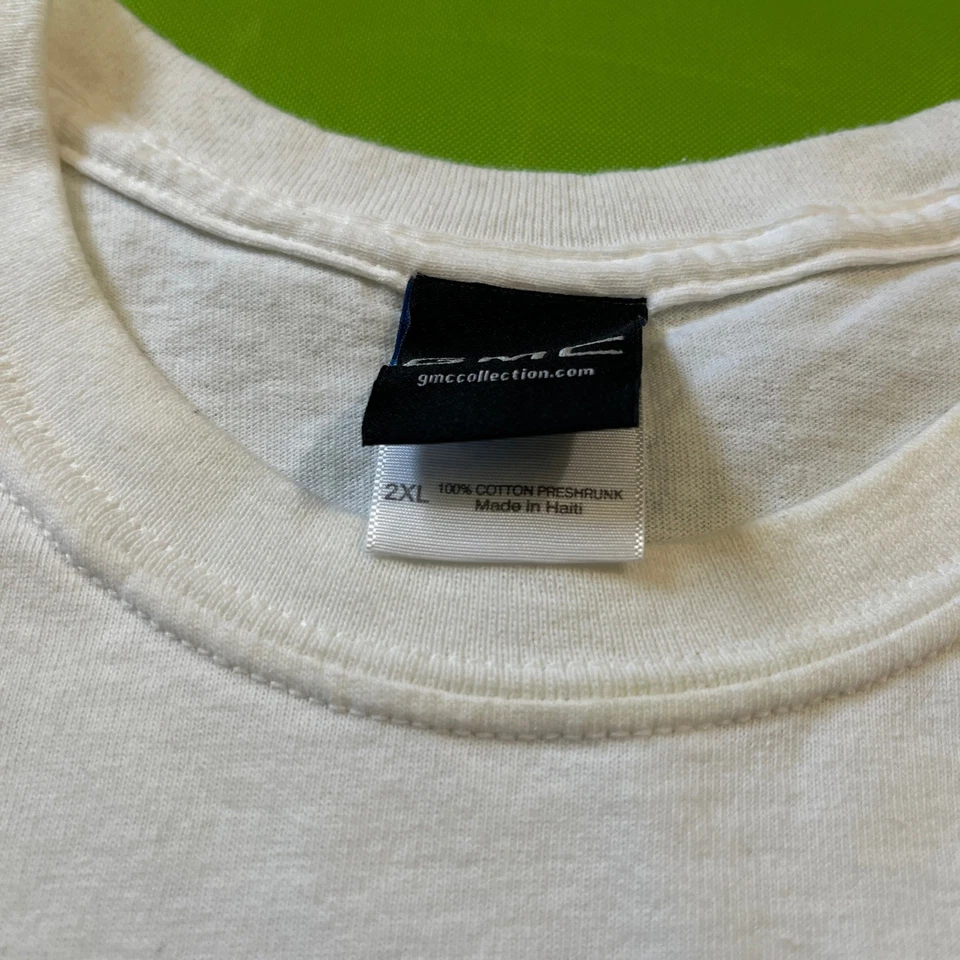 GMC
gmccollection.com
2XL 100% COTTON PRESHRUNK
Made in Haiti